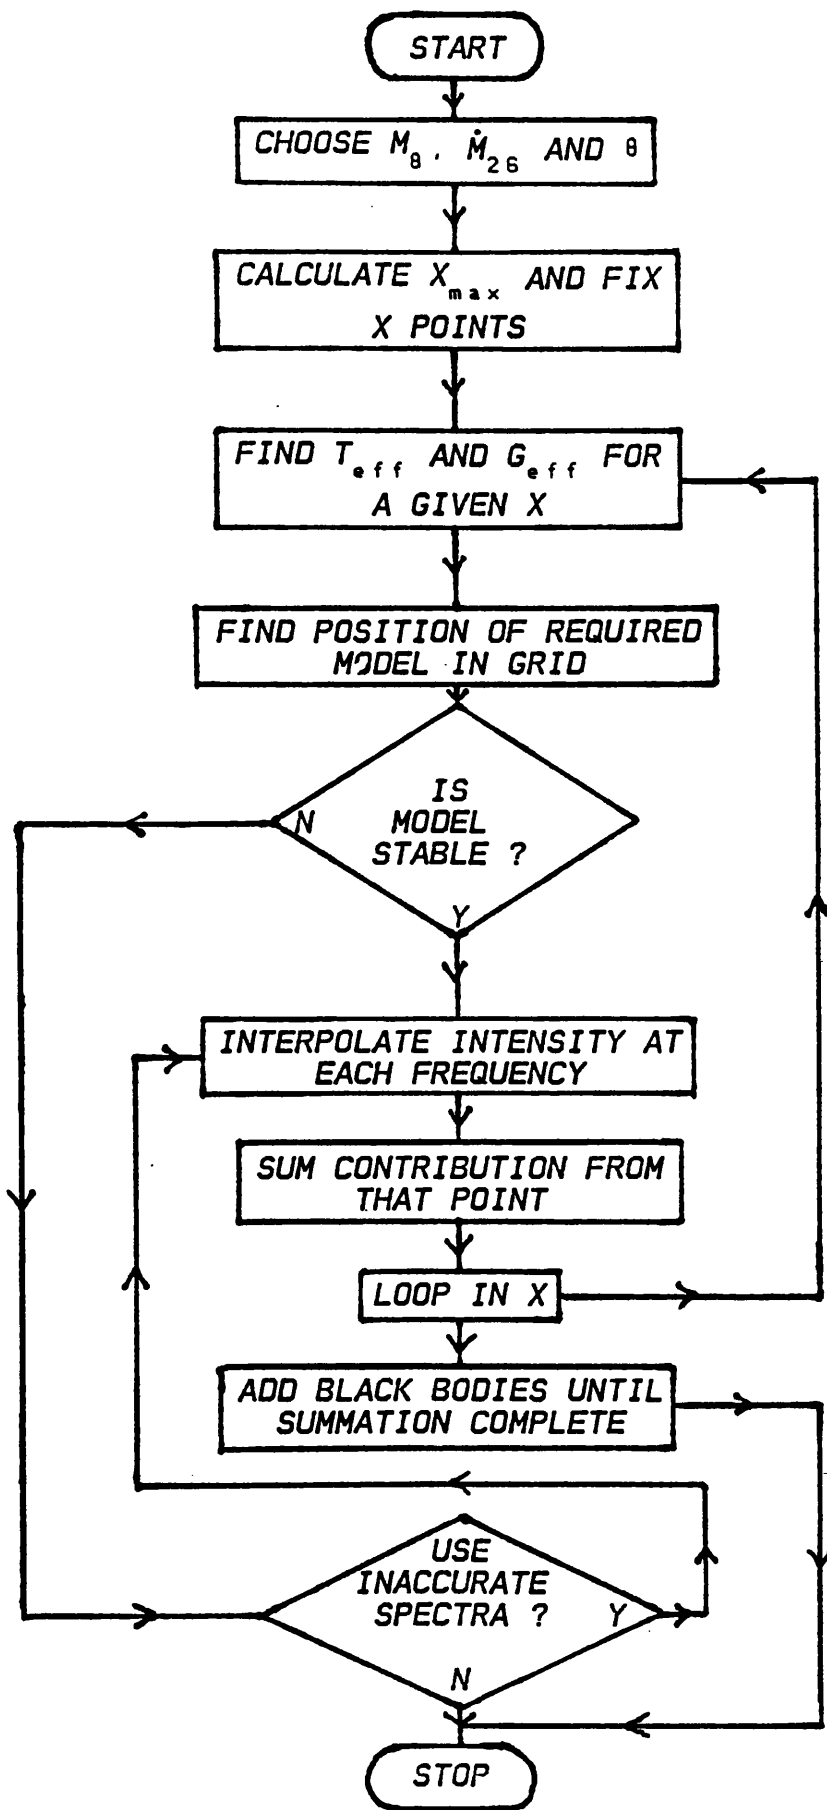 START
CHOOSE M₈, Ṁ₂₆ AND θ
CALCULATE Xₘₐₓ AND FIX
X POINTS
FIND T_eff AND G_eff FOR
A GIVEN X
FIND POSITION OF REQUIRED
MODEL IN GRID
IS
MODEL
STABLE ?
N
Y
INTERPOLATE INTENSITY AT
EACH FREQUENCY
SUM CONTRIBUTION FROM
THAT POINT
LOOP IN X
ADD BLACK BODIES UNTIL
SUMMATION COMPLETE
USE
INACCURATE
SPECTRA ?
Y
N
STOP